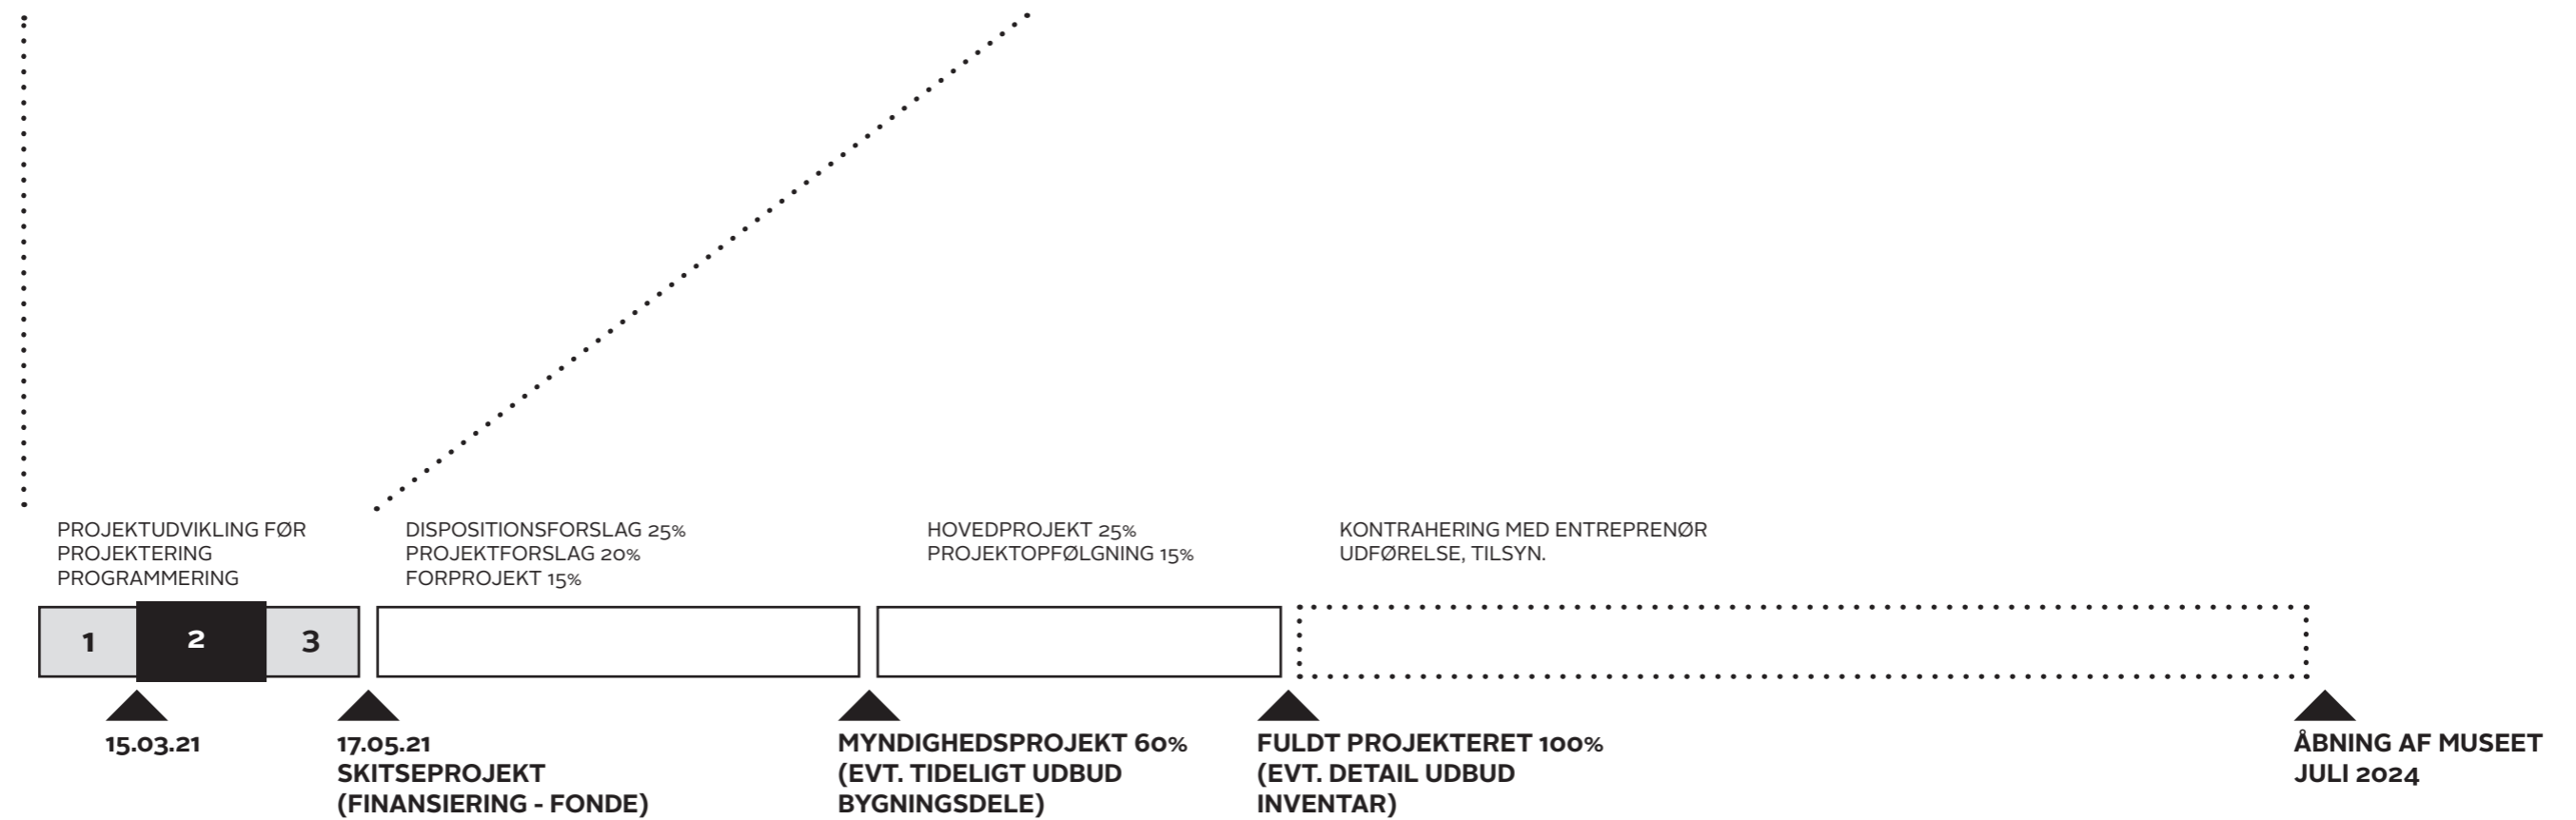 PROJEKTUDVIKLING FØR
PROJEKTERING
PROGRAMMERING
DISPOSITIONSFORSLAG 25%
PROJEKTFORSLAG 20%
FORPROJEKT 15%
HOVEDPROJEKT 25%
PROJEKTOPFØLGNING 15%
KONTRAHERING MED ENTREPRENØR
UDFØRELSE, TILSYN.
1
2
3
15.03.21
17.05.21
SKITSEPROJEKT
(FINANSIERING - FONDE)
MYNDIGHEDSPROJEKT 60%
(EVT. TIDELIGT UDBUD
BYGNINGSDELE)
FULDT PROJEKTERET 100%
(EVT. DETAIL UDBUD
INVENTAR)
ÅBNING AF MUSEET
JULI 2024